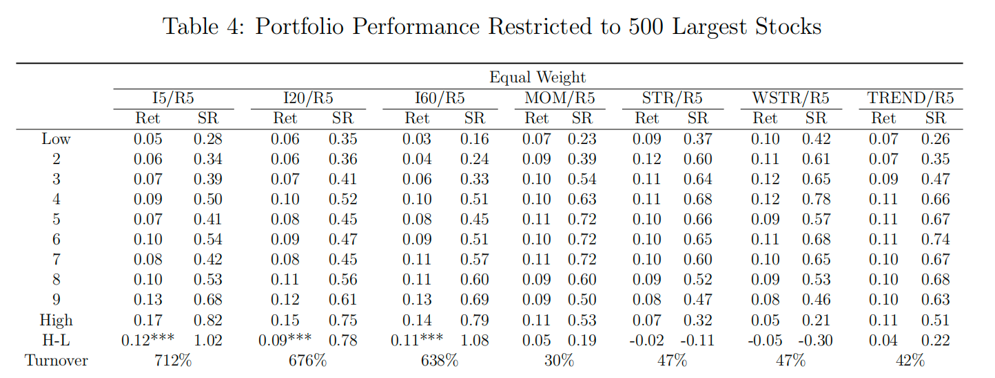 Table 4: Portfolio Performance Restricted to 500 Largest Stocks
Equal Weight
I5/R5 I20/R5 I60/R5 MOM/R5 STR/R5 WSTR/R5 TREND/R5
Ret SR Ret SR Ret SR Ret SR Ret SR Ret SR Ret SR
Low 0.05 0.28 0.06 0.35 0.03 0.16 0.07 0.23 0.09 0.37 0.10 0.42 0.07 0.26
2 0.06 0.34 0.06 0.36 0.04 0.24 0.09 0.39 0.12 0.60 0.11 0.61 0.07 0.35
3 0.07 0.39 0.07 0.41 0.06 0.33 0.10 0.54 0.11 0.64 0.12 0.65 0.09 0.47
4 0.09 0.50 0.10 0.52 0.10 0.51 0.10 0.63 0.11 0.68 0.12 0.78 0.11 0.66
5 0.07 0.41 0.08 0.45 0.08 0.45 0.11 0.72 0.10 0.66 0.09 0.57 0.11 0.67
6 0.10 0.54 0.09 0.47 0.09 0.51 0.10 0.72 0.10 0.65 0.11 0.68 0.11 0.74
7 0.08 0.42 0.08 0.45 0.11 0.57 0.11 0.72 0.10 0.60 0.10 0.65 0.10 0.67
8 0.10 0.53 0.11 0.56 0.11 0.60 0.09 0.60 0.09 0.52 0.09 0.53 0.10 0.68
9 0.13 0.68 0.12 0.61 0.13 0.69 0.09 0.50 0.08 0.47 0.08 0.46 0.10 0.63
High 0.17 0.82 0.15 0.75 0.14 0.79 0.11 0.53 0.07 0.32 0.05 0.21 0.11 0.51
H-L 0.12*** 1.02 0.09*** 0.78 0.11*** 1.08 0.05 0.19 -0.02 -0.11 -0.05 -0.30 0.04 0.22
Turnover 712% 676% 638% 30% 47% 47% 42%